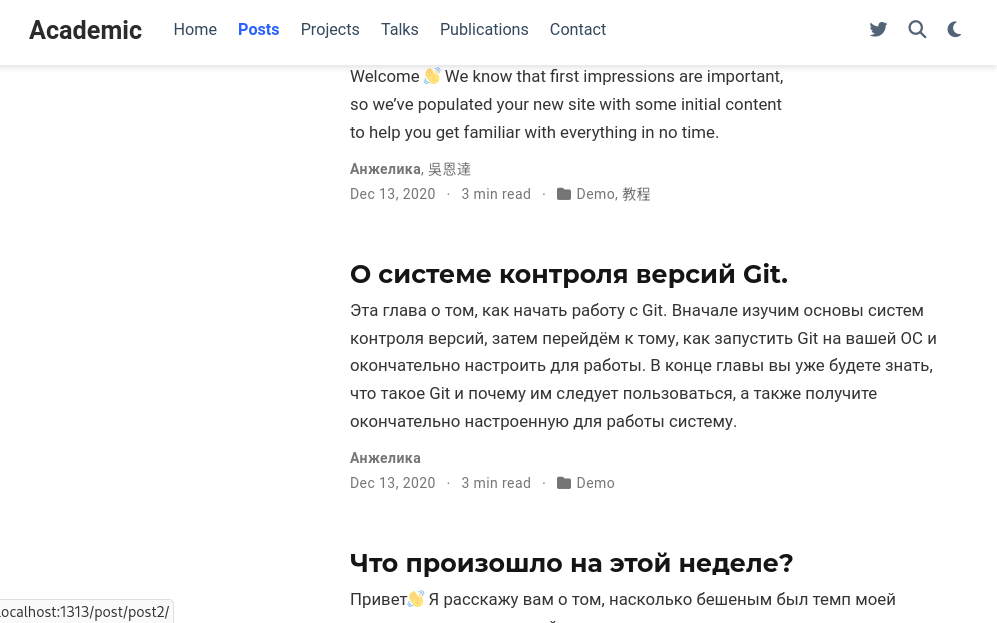 Academic Home Posts Projects Talks Publications Contact
Welcome 👋 We know that first impressions are important,
so we’ve populated your new site with some initial content
to help you get familiar with everything in no time.
Анжелика, 吳恩達
Dec 13, 2020 · 3 min read · Demo, 教程
О системе контроля версий Git.
Эта глава о том, как начать работу с Git. Вначале изучим основы систем
контроля версий, затем перейдём к тому, как запустить Git на вашей ОС и
окончательно настроить для работы. В конце главы вы уже будете знать,
что такое Git и почему им следует пользоваться, а также получите
окончательно настроенную для работы систему.
Анжелика
Dec 13, 2020 · 3 min read · Demo
Что произошло на этой неделе?
Привет👋 Я расскажу вам о том, насколько бешеным был темп моей
ocalhost:1313/post/post2/